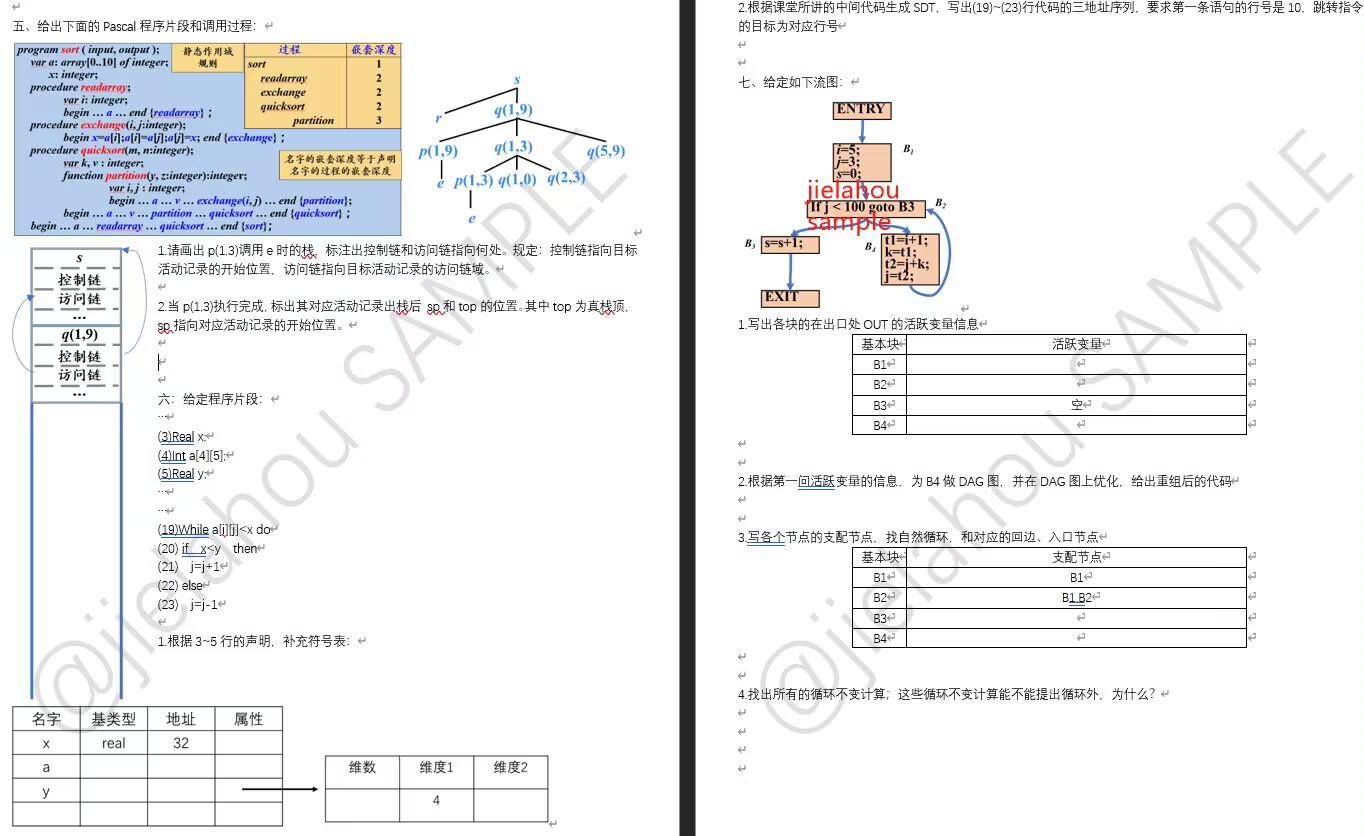 五、给出下面的 Pascal 程序片段和调用过程：
program sort ( input, output );
var a: array[0..10] of integer;
x: integer;
procedure readarray;
var i: integer;
begin … a … end {readarray} ;
procedure exchange(i, j:integer);
begin x=a[i];a[i]=a[j];a[j]=x; end {exchange} ;
procedure quicksort(m, n:integer);
var k, v : integer;
function partition(y, z:integer):integer;
var i, j : integer;
begin … a … v … exchange(i, j) … end {partition};
begin … a … v … partition … quicksort … end {quicksort} ;
begin … a … readarray … quicksort … end {sort};
静态作用域
规则
过程 嵌套深度
sort 1
readarray 2
exchange 2
quicksort 2
partition 3
名字的嵌套深度等于声明
名字的过程的嵌套深度
s
r q(1,9)
p(1,9) q(1,3) q(5,9)
e p(1,3) q(1,0) q(2,3)
e
s
控制链
访问链
…
q(1,9)
控制链
访问链
…
1.请画出 p(1,3)调用 e 时的栈，标注出控制链和访问链指向何处。规定：控制链指向目标
活动记录的开始位置，访问链指向目标活动记录的访问链域。
2.当 p(1,3)执行完成, 标出其对应活动记录出栈后 sp 和 top 的位置。其中 top 为真栈顶，
sp 指向对应活动记录的开始位置。
六：给定程序片段：
…
(3)Real x;
(4)Int a[4][5];
(5)Real y;
…
…
(19)While a[j][j]<x do
(20) if x<y then
(21) j=j+1
(22) else
(23) j=j-1
1.根据 3~5 行的声明，补充符号表：
名字 基类型 地址 属性
x real 32
a
y
维数 维度1 维度2
4
2.根据课堂所讲的中间代码生成 SDT，写出(19)~(23)行代码的三地址序列，要求第一条语句的行号是 10，跳转指令
的目标为对应行号
七、给定如下流图：
ENTRY
i=5;
j=3;
s=0;
B1
jielahou
If j < 100 goto B3
B2
sample
B3
s=s+1;
B4
t1=i+1;
k=t1;
t2=j+k;
j=t2;
EXIT
1.写出各块的在出口处 OUT 的活跃变量信息
基本块 活跃变量
B1
B2
B3 空
B4
2.根据第一问活跃变量的信息，为 B4 做 DAG 图，并在 DAG 图上优化，给出重组后的代码
3.写各个节点的支配节点，找自然循环，和对应的回边、入口节点
基本块 支配节点
B1 B1
B2 B1.B2
B3
B4
4.找出所有的循环不变计算；这些循环不变计算能不能提出循环外，为什么？
@jielahou SAMPLE
@jielahou SAMPLE